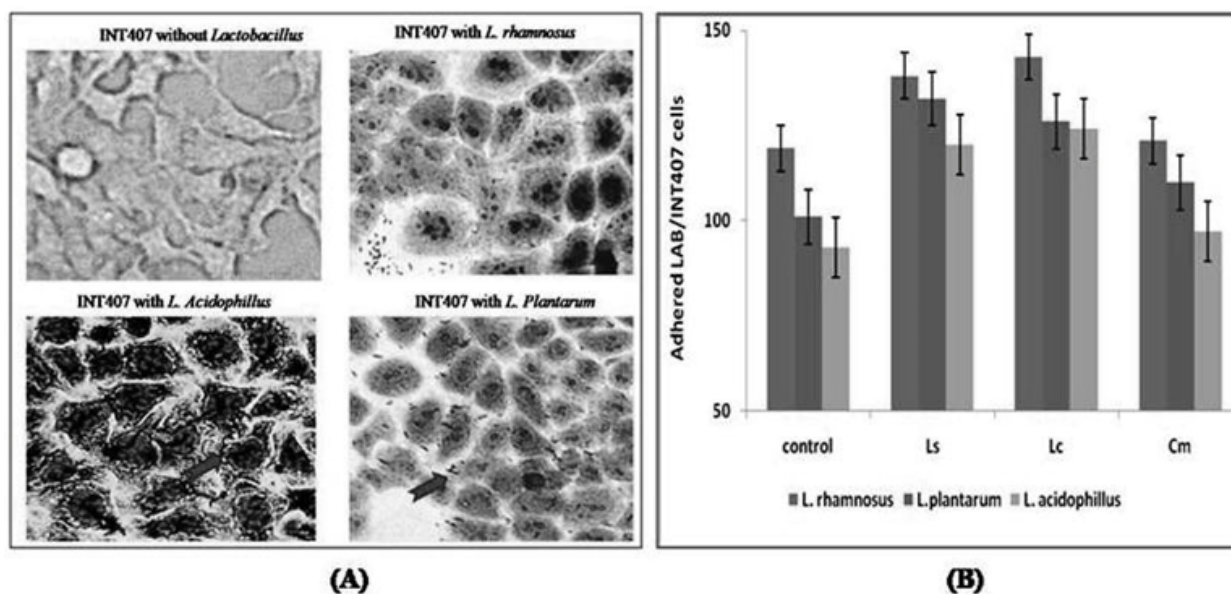 INT407 without Lactobacillus
INT407 with L. rhamnosus
INT407 with L. Acidophillus
INT407 with L. Plantarum
(A)
B
Adhered LAB/INT407 cells
150
100
50
control Ls Lc Cm
L. rhamnosus L.plantarum L. acidophillus
(B)